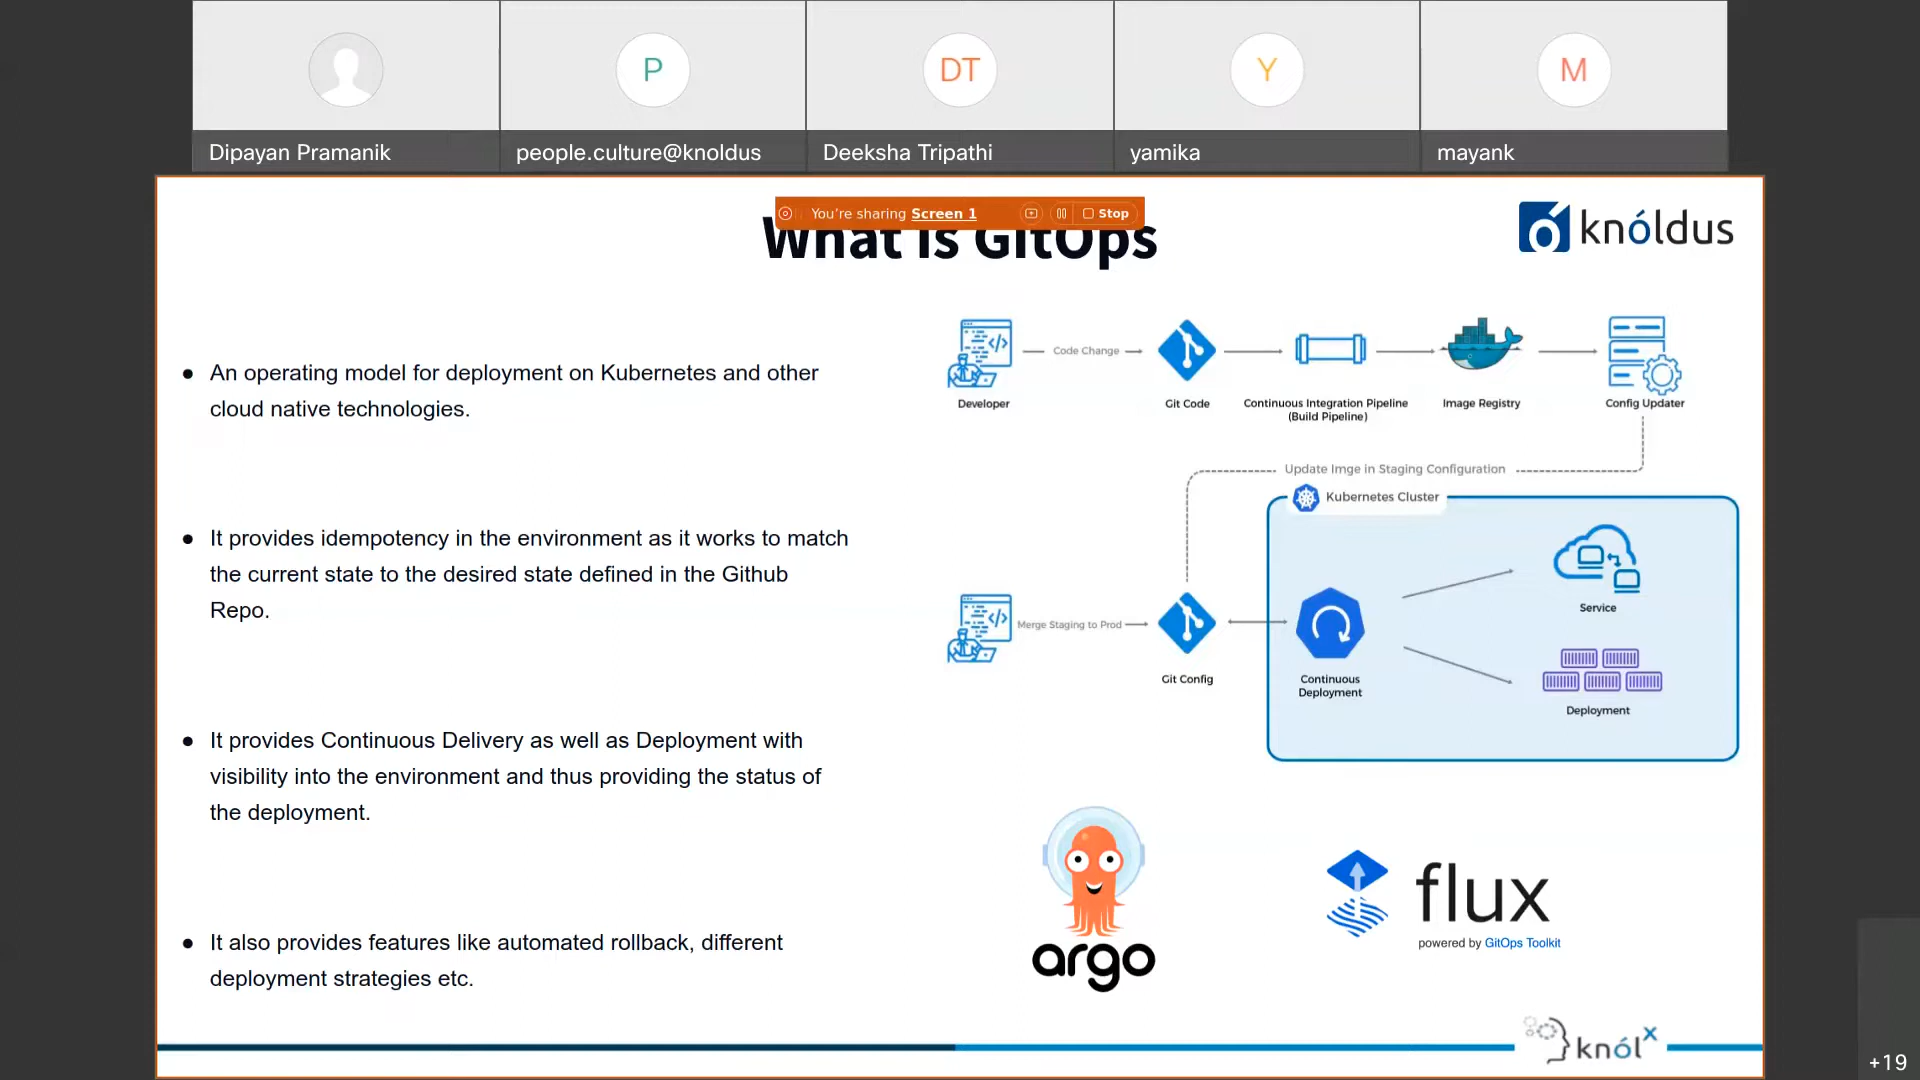 P
DT
Y
M
Dipayan Pramanik
people.culture@knoldus
Deeksha Tripathi
yamika
mayank
You're sharing Screen 1
Stop
What is GitOps
knóldus
An operating model for deployment on Kubernetes and other
cloud native technologies.
It provides idempotency in the environment as it works to match
the current state to the desired state defined in the Github
Repo.
It provides Continuous Delivery as well as Deployment with
visibility into the environment and thus providing the status of
the deployment.
It also provides features like automated rollback, different
deployment strategies etc.
Code Change
Developer
Git Code
Continuous Integration Pipeline
(Build Pipeline)
Image Registry
Config Updater
Update Imge in Staging Configuration
Kubernetes Cluster
Merge Staging to Prod
Git Config
Continuous
Deployment
Service
Deployment
argo
flux
powered by GitOps Toolkit
knólx
+19